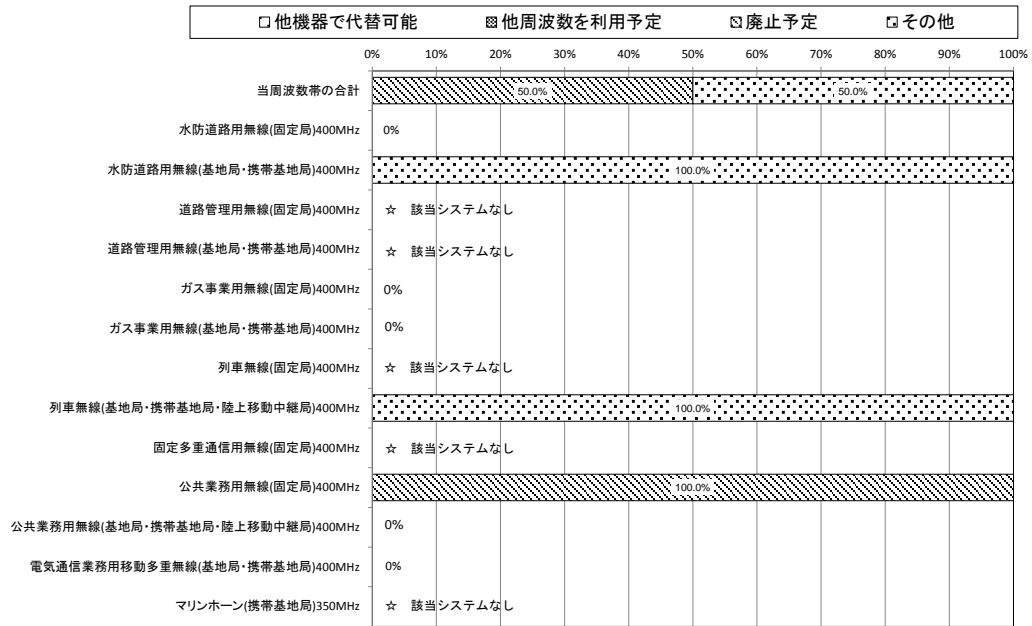 他機器で代替可能 他周波数を利用予定 廃止予定 その他
0% 10% 20% 30% 40% 50% 60% 70% 80% 90% 100%
当周波数帯の合計 50.0% 50.0%
水防道路用無線(固定局)400MHz 0%
水防道路用無線(基地局・携帯基地局)400MHz 100.0%
道路管理用無線(固定局)400MHz ☆ 該当システムなし
道路管理用無線(基地局・携帯基地局)400MHz ☆ 該当システムなし
ガス事業用無線(固定局)400MHz 0%
ガス事業用無線(基地局・携帯基地局)400MHz 0%
列車無線(固定局)400MHz ☆ 該当システムなし
列車無線(基地局・携帯基地局・陸上移動中継局)400MHz 100.0%
固定多重通信用無線(固定局)400MHz ☆ 該当システムなし
公共業務用無線(固定局)400MHz 100.0%
公共業務用無線(基地局・携帯基地局・陸上移動中継局)400MHz 0%
電気通信業務用移動多重無線(基地局・携帯基地局)400MHz 0%
マリンホーン(携帯基地局)350MHz ☆ 該当システムなし